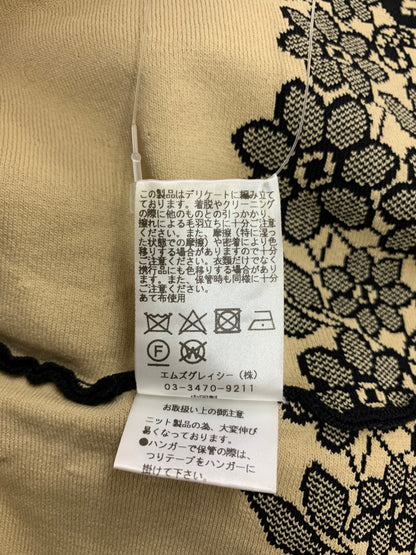 この製品はデリケートに編み立て
ております。着脱やクリーニング
の際に他のものとの引っかかり、
擦れによる毛羽立ちに十分ご注意
ください。また、摩擦（特に湿っ
た状態での摩擦）や密着により色
移りする場合がありますので十分
ご注意ください。衣類だけでなく
携行品にも色移りする場合があり
ます。また、保管時も同様に十分
ご注意ください。
あて布使用
F
W
エムズグレイシー（株）
03-3470-9211
お取扱い上の御注意
ニット製品の為、大変伸び
易くなっております。
●ハンガーで保管の際は、
つりテープをハンガーに
掛けて下さい。